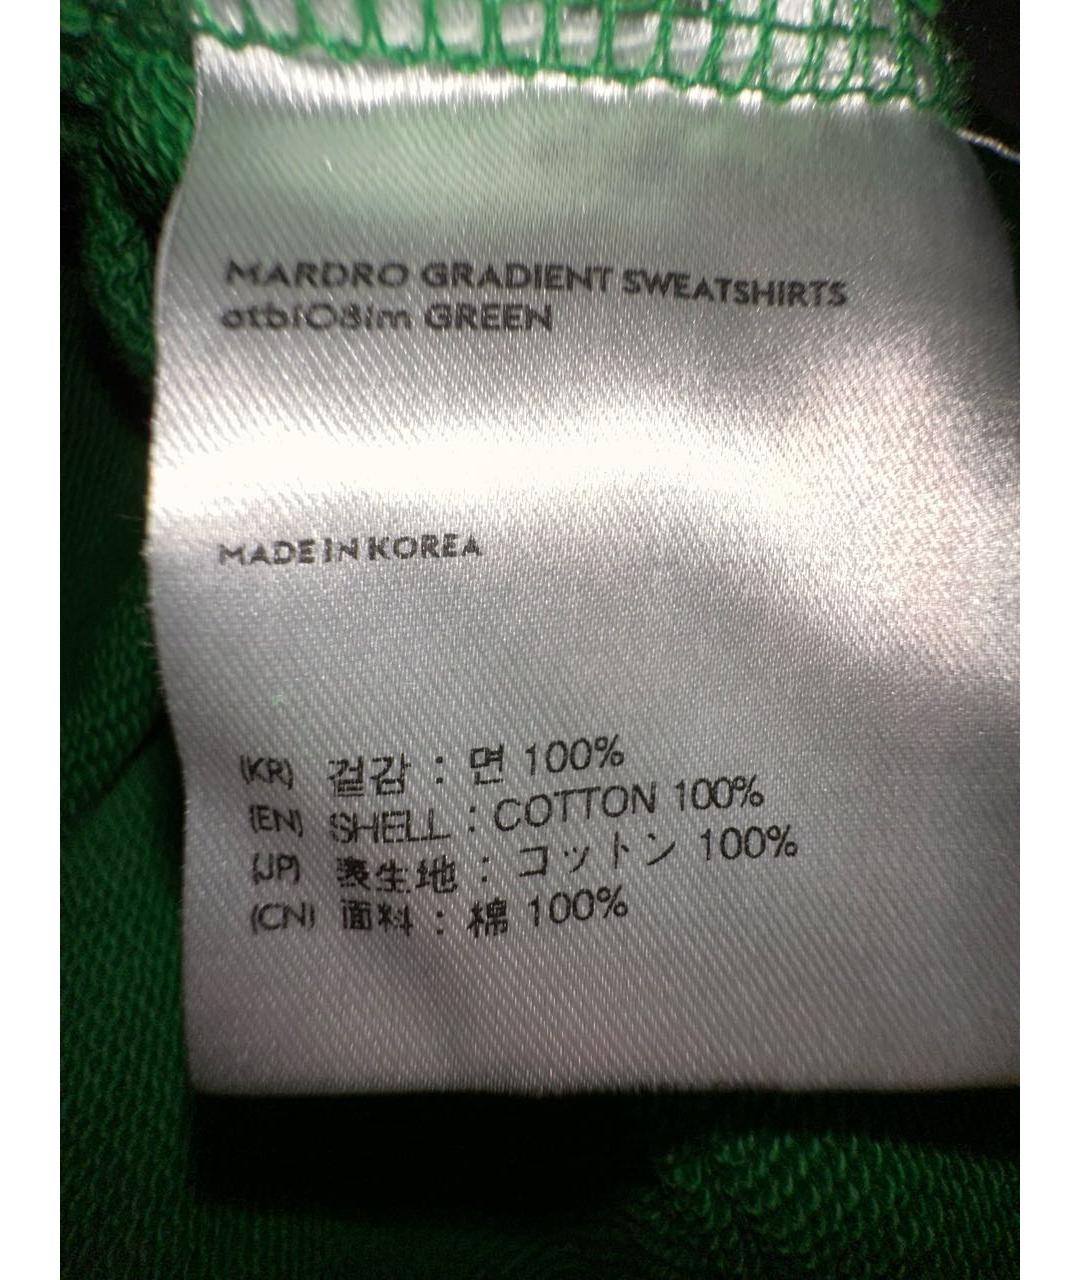 MARDRO GRADIENT SWEATSHIRTS
otb1O8im GREEN
MADE IN KOREA
(KR) 겉감 : 면 100%
(EN) SHELL : COTTON 100%
(JP) 表生地 : コットン 100%
(CN) 面料 : 棉 100%